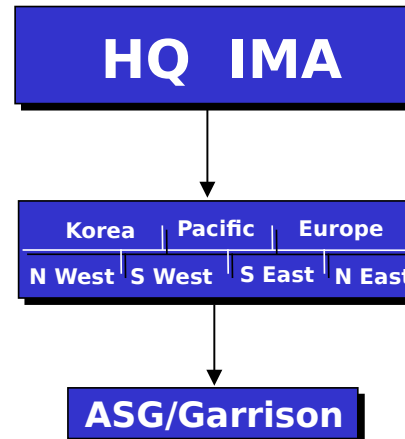 HQ IMA
Korea Pacific Europe
N West S West S East N East
ASG/Garrison